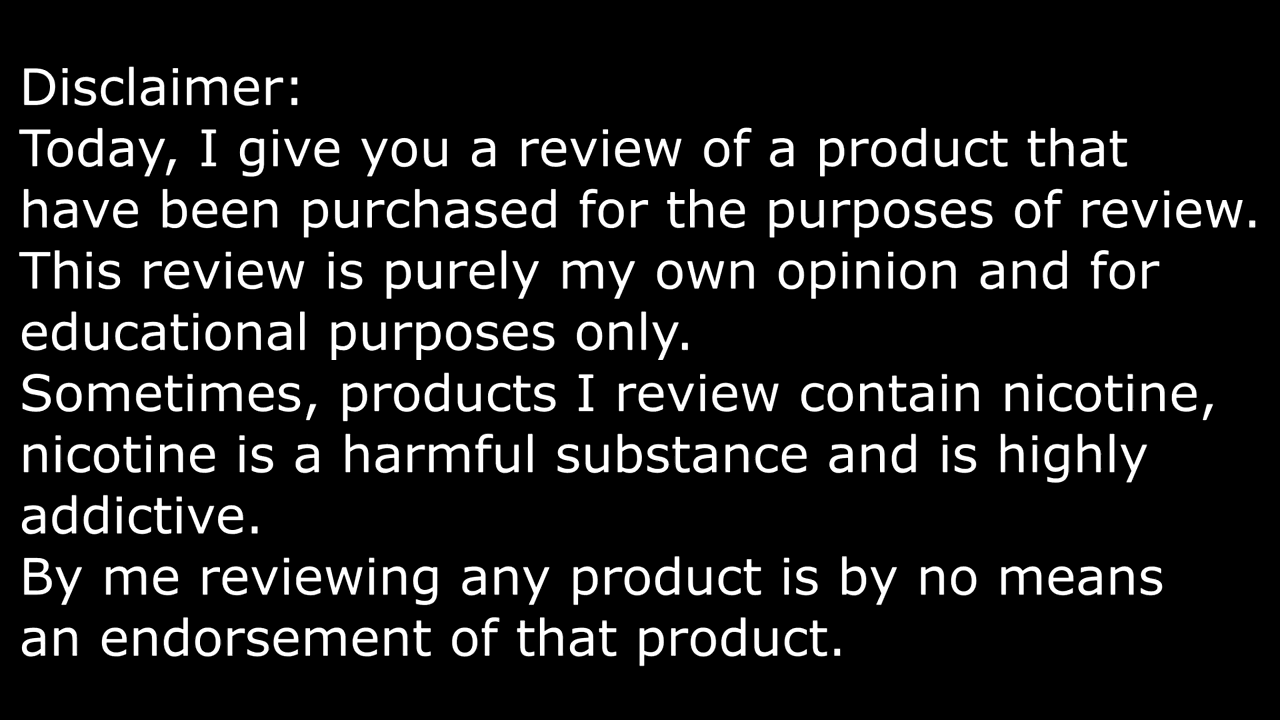 Disclaimer:
Today, I give you a review of a product that
have been purchased for the purposes of review.
This review is purely my own opinion and for
educational purposes only.
Sometimes, products I review contain nicotine,
nicotine is a harmful substance and is highly
addictive.
By me reviewing any product is by no means
an endorsement of that product.